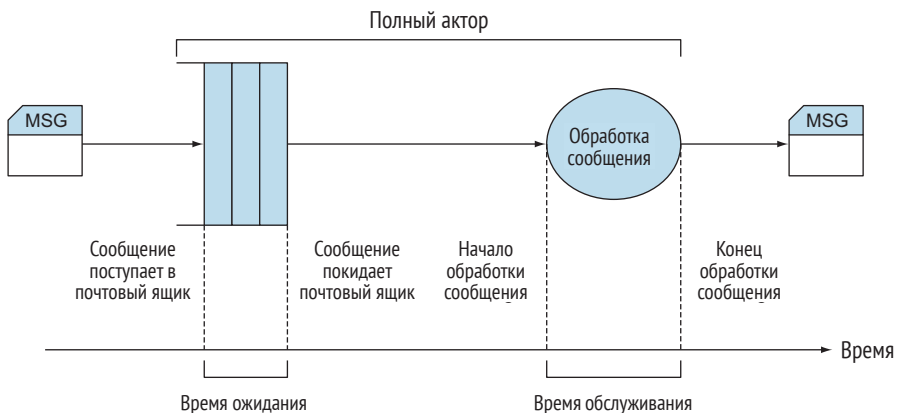 Полный актор
MSG
MSG
Обработка
сообщения
Сообщение
поступает в
почтовый ящик
Сообщение
покидает
почтовый ящик
Начало
обработки
сообщения
Конец
обработки
сообщения
Время
Время ожидания
Время обслуживания